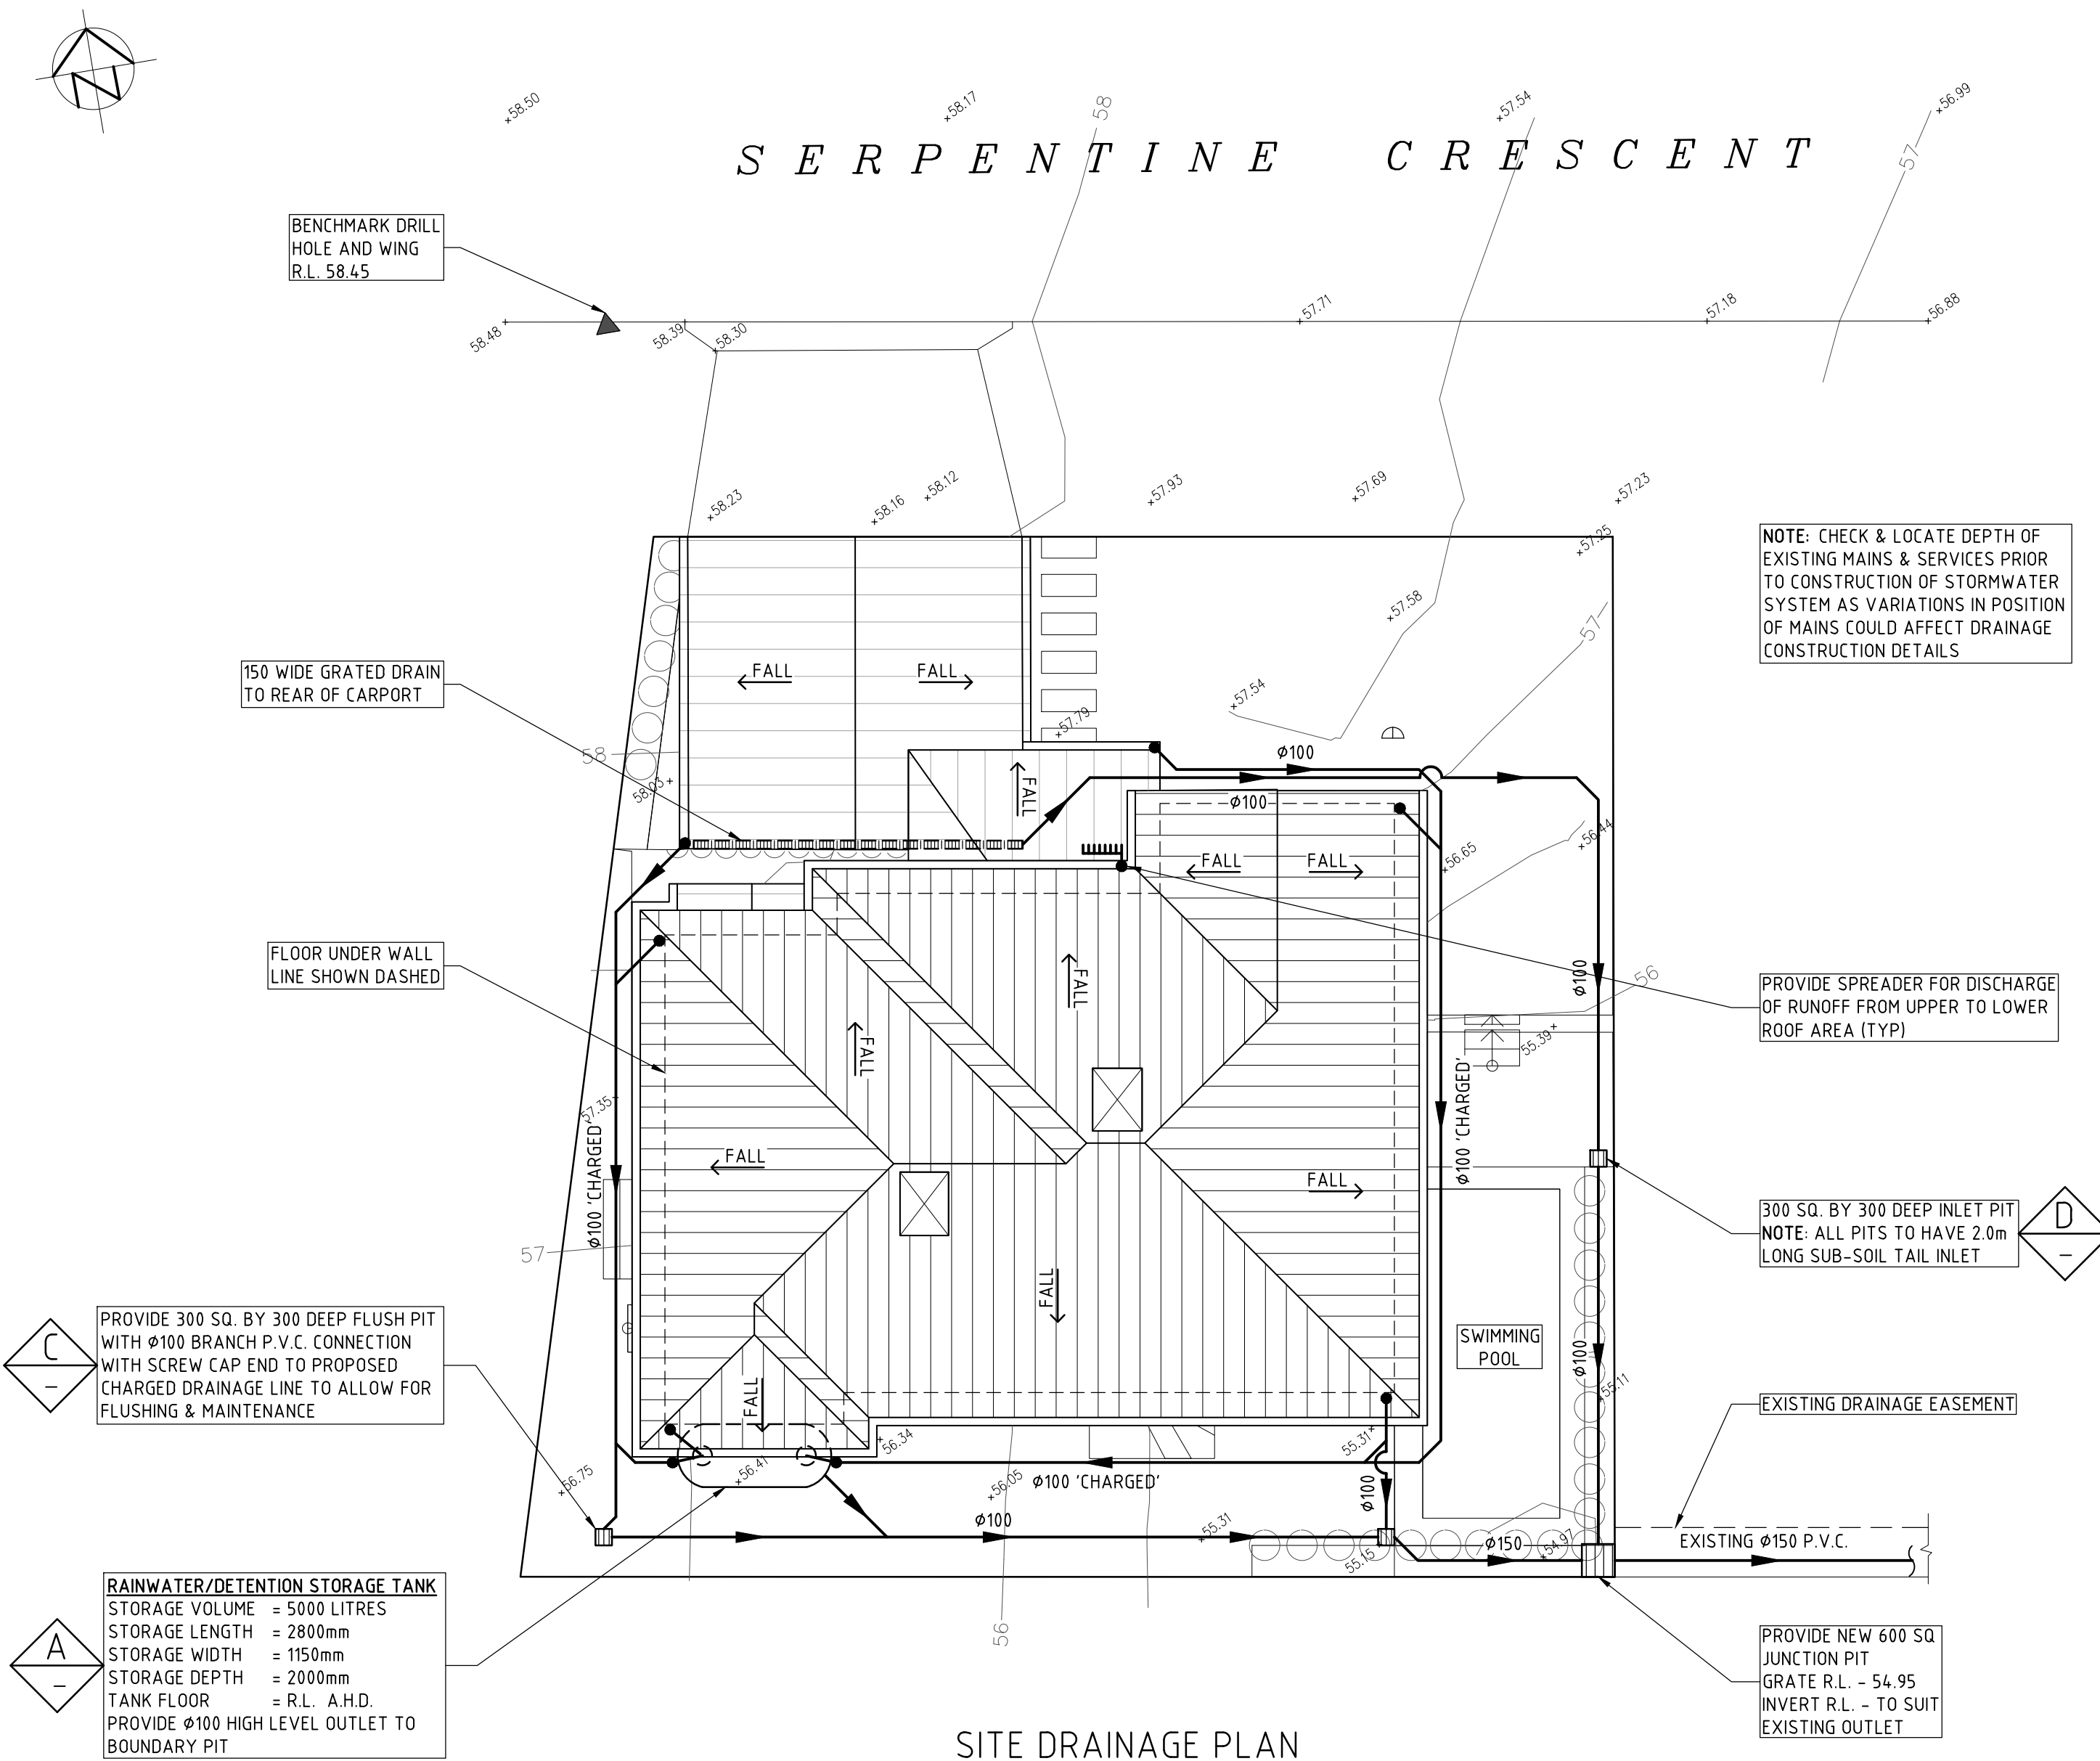 N
58.50
58.17
58
57.54
56.99
57
SERPENTINE CRESCENT
BENCHMARK DRILL
HOLE AND WING
R.L. 58.45
58.48
58.39
58.30
57.71
57.18
56.88
58.23
58.16
58.12
57.93
57.69
57.23
57.25
NOTE: CHECK & LOCATE DEPTH OF
EXISTING MAINS & SERVICES PRIOR
TO CONSTRUCTION OF STORMWATER
SYSTEM AS VARIATIONS IN POSITION
OF MAINS COULD AFFECT DRAINAGE
CONSTRUCTION DETAILS
57.58
57
150 WIDE GRATED DRAIN
TO REAR OF CARPORT
FALL
FALL
57.54
57.79
58
58.03
FALL
Ø100
Ø100
56.44
56.65
FALL
FALL
FLOOR UNDER WALL
LINE SHOWN DASHED
FALL
FALL
Ø100
56
PROVIDE SPREADER FOR DISCHARGE
OF RUNOFF FROM UPPER TO LOWER
ROOF AREA (TYP)
55.39
57.35
Ø100 'CHARGED'
Ø100 'CHARGED'
FALL
FALL
57
300 SQ. BY 300 DEEP INLET PIT
NOTE: ALL PITS TO HAVE 2.0m
LONG SUB-SOIL TAIL INLET
D
–
FALL
C
–
PROVIDE 300 SQ. BY 300 DEEP FLUSH PIT
WITH Ø100 BRANCH P.V.C. CONNECTION
WITH SCREW CAP END TO PROPOSED
CHARGED DRAINAGE LINE TO ALLOW FOR
FLUSHING & MAINTENANCE
SWIMMING
POOL
Ø100
55.11
FALL
EXISTING DRAINAGE EASEMENT
56.34
55.31
56.75
56.41
56.05
Ø100 'CHARGED'
Ø100
Ø100
55.31
55.15
Ø150
54.97
EXISTING Ø150 P.V.C.
A
–
RAINWATER/DETENTION STORAGE TANK
STORAGE VOLUME = 5000 LITRES
STORAGE LENGTH = 2800mm
STORAGE WIDTH = 1150mm
STORAGE DEPTH = 2000mm
TANK FLOOR = R.L. A.H.D.
PROVIDE Ø100 HIGH LEVEL OUTLET TO
BOUNDARY PIT
56
PROVIDE NEW 600 SQ
JUNCTION PIT
GRATE R.L. - 54.95
INVERT R.L. - TO SUIT
EXISTING OUTLET
SITE DRAINAGE PLAN